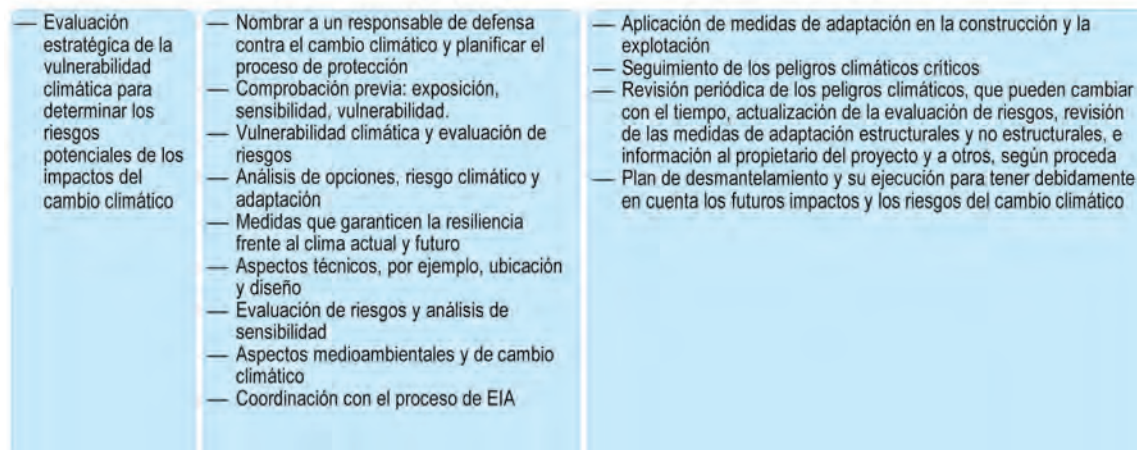 — Evaluación
estratégica de la
vulnerabilidad
climática para
determinar los
riesgos
potenciales de los
impactos del
cambio climático
— Nombrar a un responsable de defensa
contra el cambio climático y planificar el
proceso de protección
— Comprobación previa: exposición,
sensibilidad, vulnerabilidad.
— Vulnerabilidad climática y evaluación de
riesgos
— Análisis de opciones, riesgo climático y
adaptación
— Medidas que garanticen la resiliencia
frente al clima actual y futuro
— Aspectos técnicos, por ejemplo, ubicación
y diseño
— Evaluación de riesgos y análisis de
sensibilidad
— Aspectos medioambientales y de cambio
climático
— Coordinación con el proceso de EIA
— Aplicación de medidas de adaptación en la construcción y la
explotación
— Seguimiento de los peligros climáticos críticos
— Revisión periódica de los peligros climáticos, que pueden cambiar
con el tiempo, actualización de la evaluación de riesgos, revisión
de las medidas de adaptación estructurales y no estructurales, e
información al propietario del proyecto y a otros, según proceda
— Plan de desmantelamiento y su ejecución para tener debidamente
en cuenta los futuros impactos y los riesgos del cambio climático